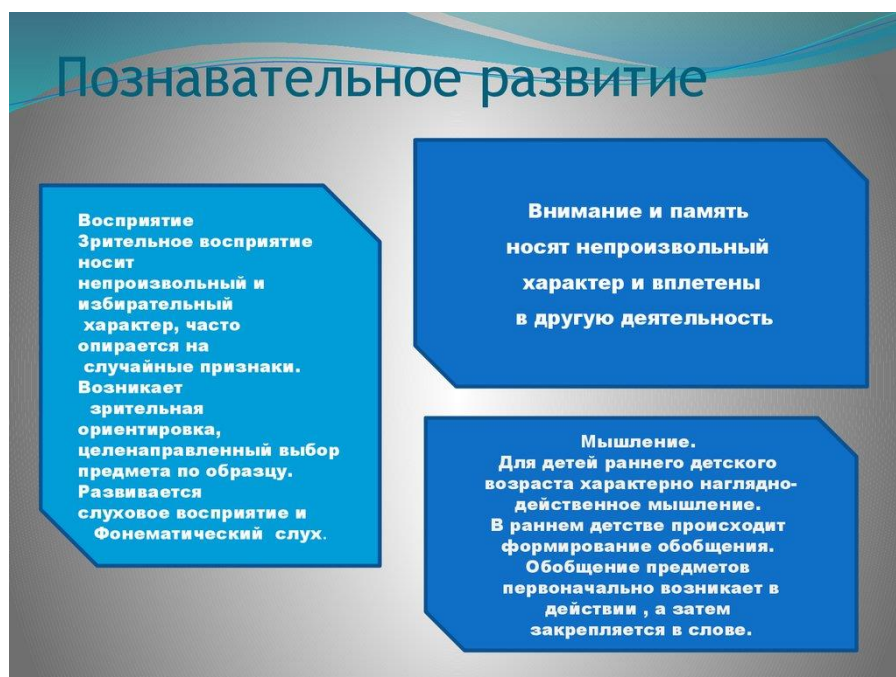 Познавательное развитие
Восприятие
Зрительное восприятие
носит
непроизвольный и
избирательный
характер, часто
опирается на
случайные признаки.
Возникает
зрительная
ориентировка,
целенаправленный выбор
предмета по образцу.
Развивается
слуховое восприятие и
Фонематический слух.
Внимание и память
носят непроизвольный
характер и вплетены
в другую деятельность
Мышление.
Для детей раннего детского
возраста характерно наглядно-
действенное мышление.
В раннем детстве происходит
формирование обобщения.
Обобщение предметов
первоначально возникает в
действии , а затем
закрепляется в слове.